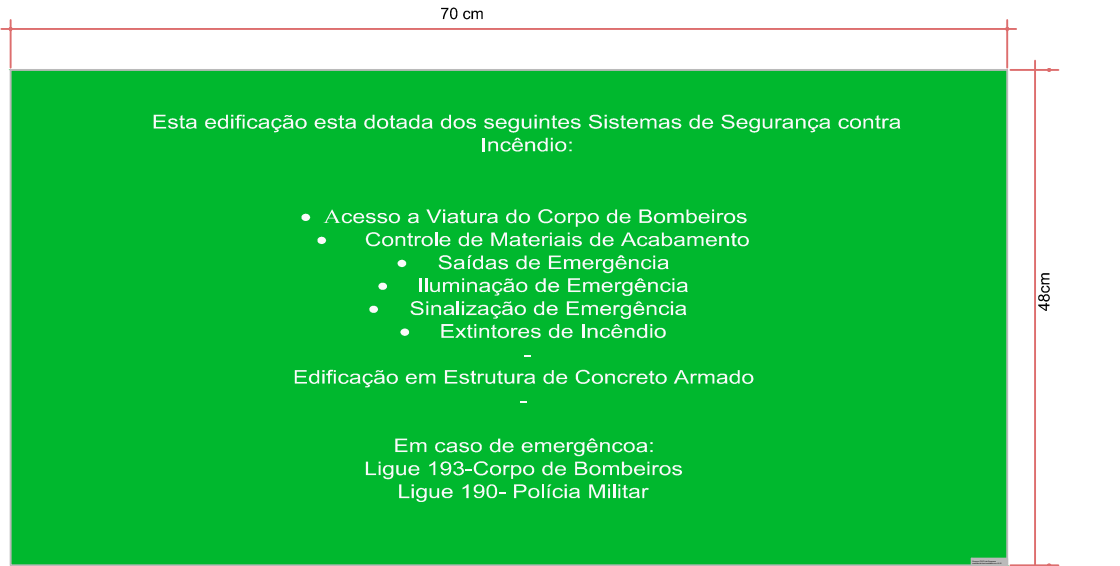 70 cm
Esta edificação esta dotada dos seguintes Sistemas de Segurança contra
Incêndio:
• Acesso a Viatura do Corpo de Bombeiros
• Controle de Materiais de Acabamento
• Saídas de Emergência
• Iluminação de Emergência
• Sinalização de Emergência
• Extintores de Incêndio
-
Edificação em Estrutura de Concreto Armado
-
Em caso de emergêncoa:
Ligue 193-Corpo de Bombeiros
Ligue 190- Polícia Militar
48cm